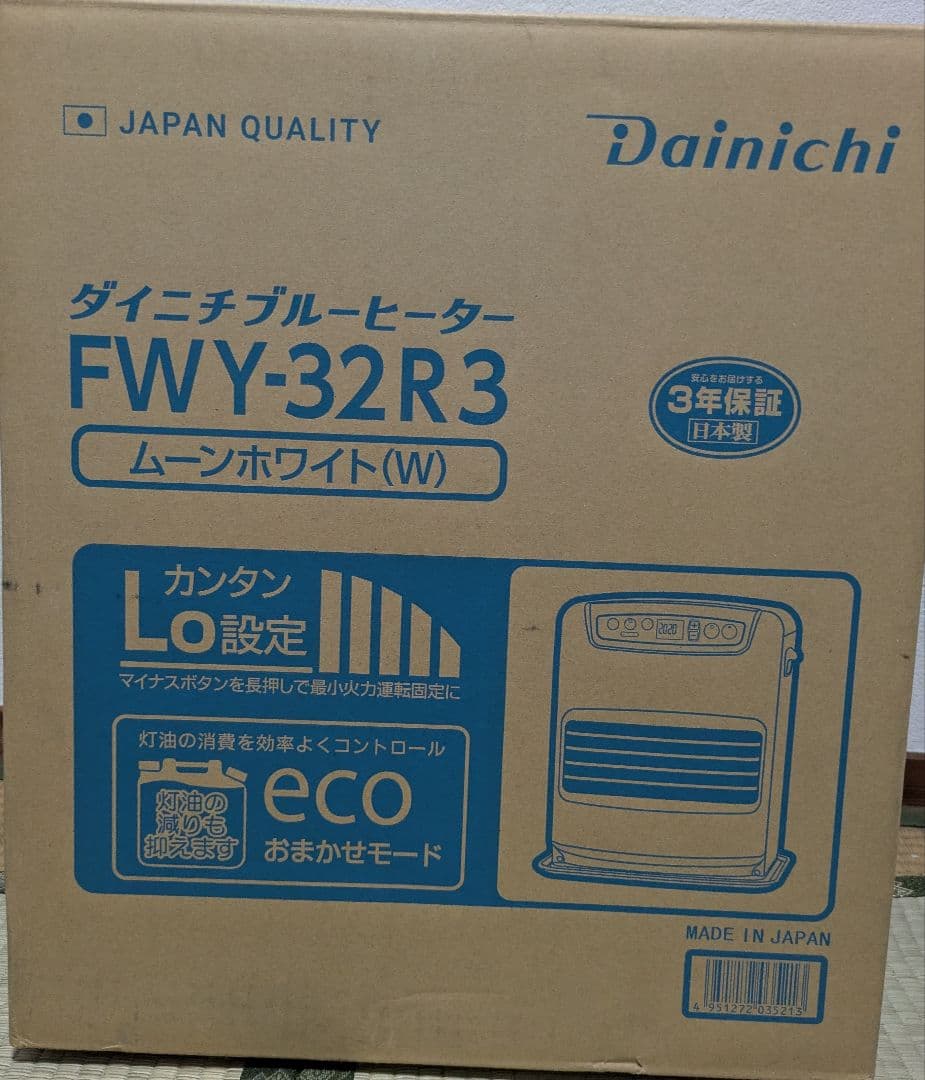 JAPAN QUALITY
Dainichi
ダイニチブルーヒーター
FWY-32R3
ムーンホワイト(W)
安心をお届けする
3年保証
日本製
カンタン
Lo設定
マイナスボタンを長押しで最小火力運転固定に
灯油の消費を効率よくコントロール
灯油の
減りも
抑えます
eco
おまかせモード
2020
MADE IN JAPAN
4 951272 035213